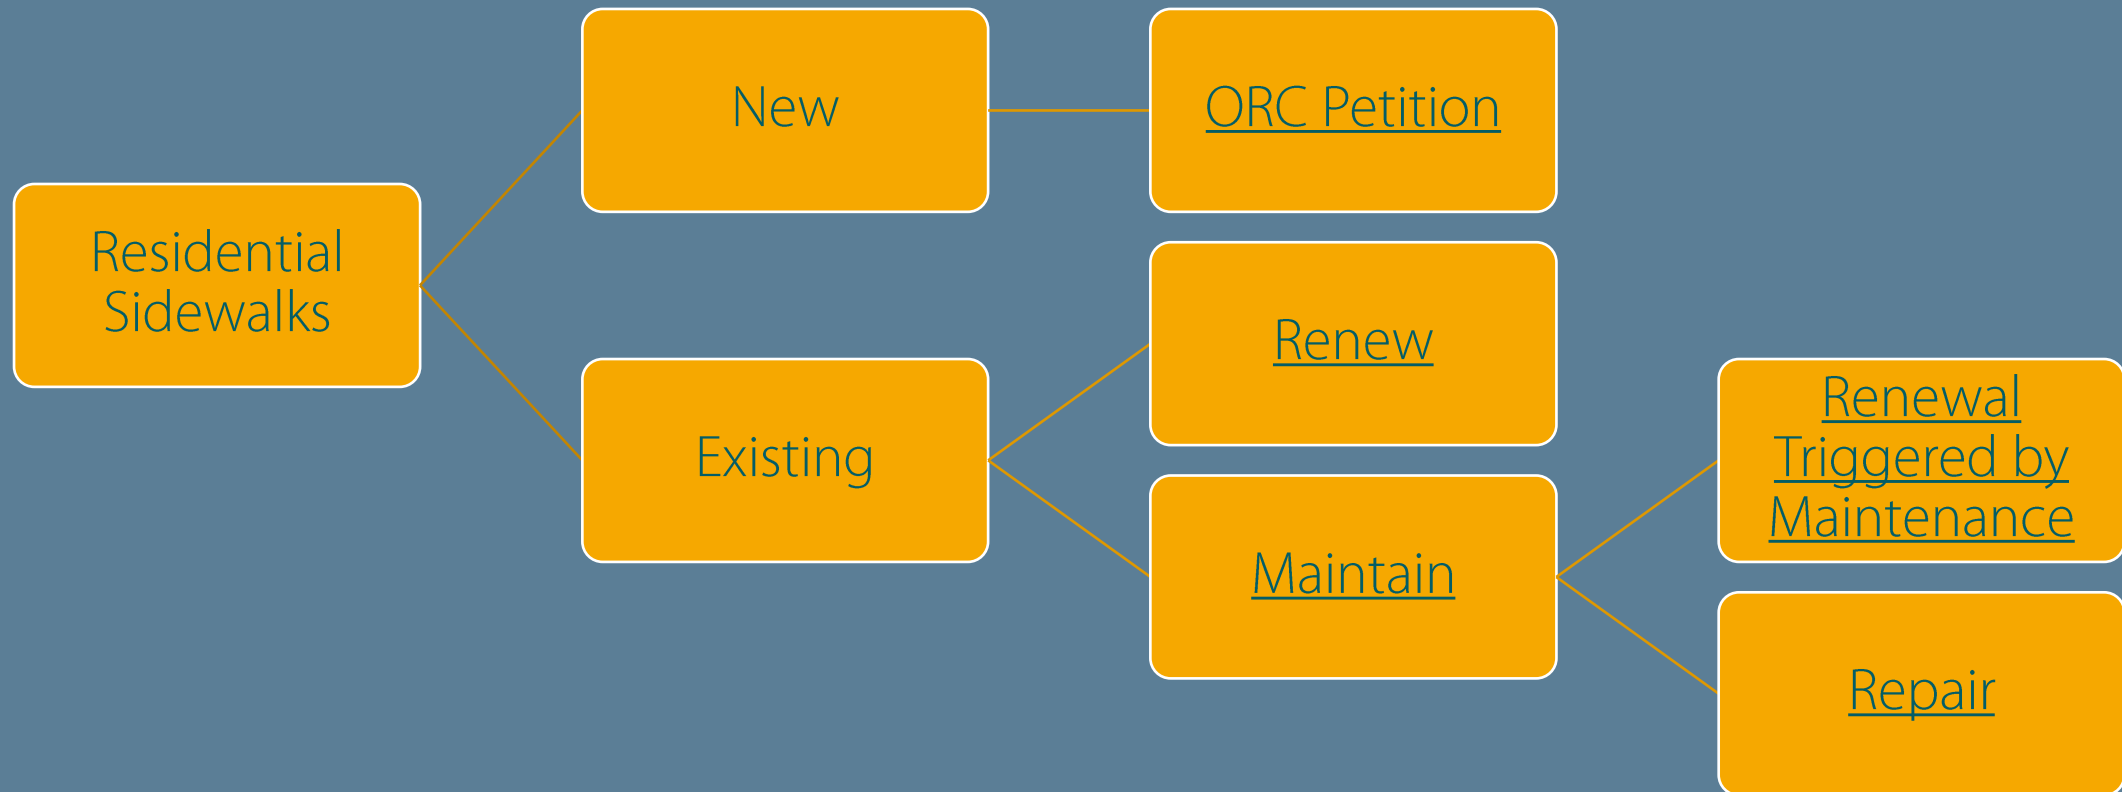 Residential
Sidewalks
New
ORC Petition
Existing
Renew
Maintain
Renewal
Triggered by
Maintenance
Repair